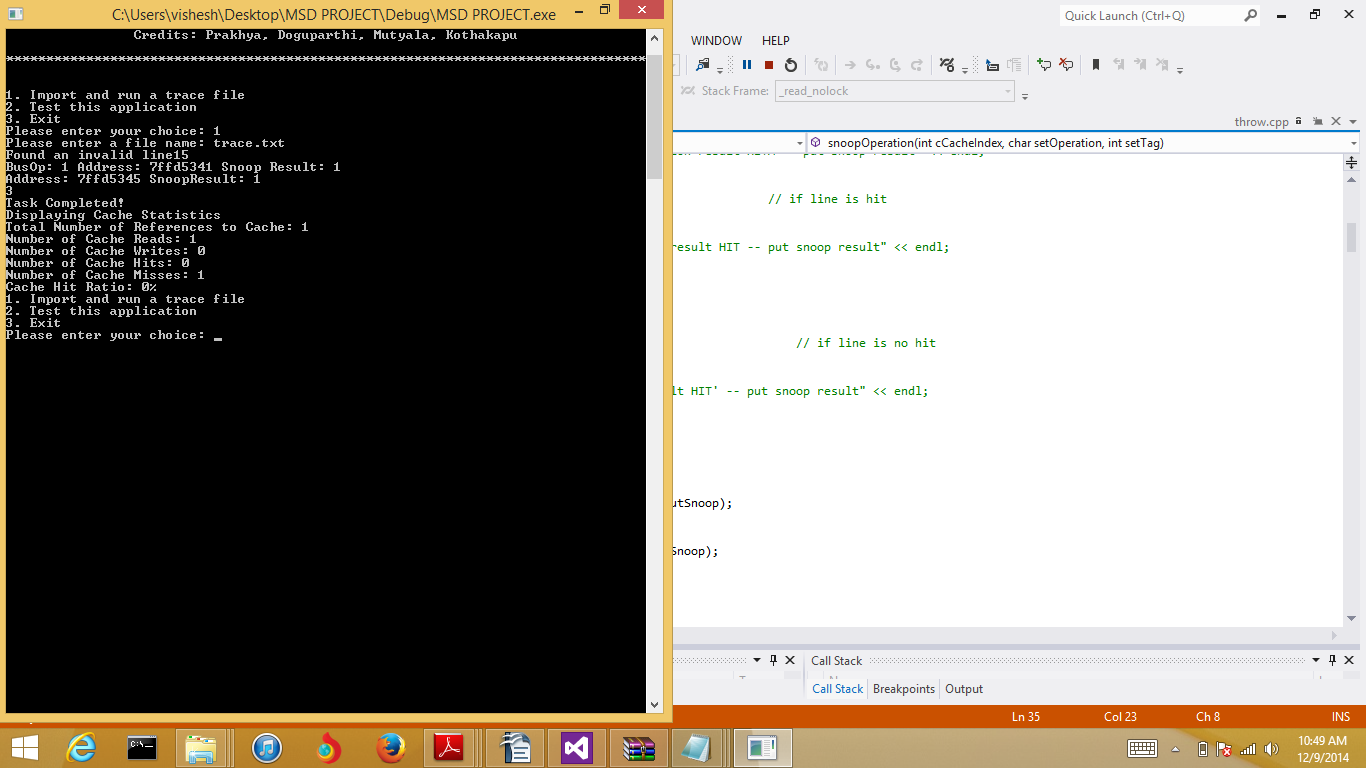 C:\Users\vishesh\Desktop\MSD PROJECT\Debug\MSD PROJECT.exe
Credits: Prakhya, Doguparthi, Mutyala, Kothakapu
********************************************************************************
1. Import and run a trace file
2. Test this application
3. Exit
Please enter your choice: 1
Please enter a file name: trace.txt
Found an invalid line15
BusOp: 1 Address: 7ffd5341 Snoop Result: 1
Address: 7ffd5345 SnoopResult: 1
3
Task Completed!
Displaying Cache Statistics
Total Number of References to Cache: 1
Number of Cache Reads: 1
Number of Cache Writes: 0
Number of Cache Hits: 0
Number of Cache Misses: 1
Cache Hit Ratio: 0%
1. Import and run a trace file
2. Test this application
3. Exit
Please enter your choice: _
Quick Launch (Ctrl+Q)
WINDOW HELP
Stack Frame: _read_nolock
throw.cpp
snoopOperation(int cCacheIndex, char setOperation, int setTag)
// if line is hit
result HIT -- put snoop result" << endl;
// if line is no hit
lt HIT' -- put snoop result" << endl;
utSnoop);
Snoop);
Call Stack
Call Stack Breakpoints Output
Ln 35 Col 23 Ch 8 INS
C:\_
10:49 AM
12/9/2014